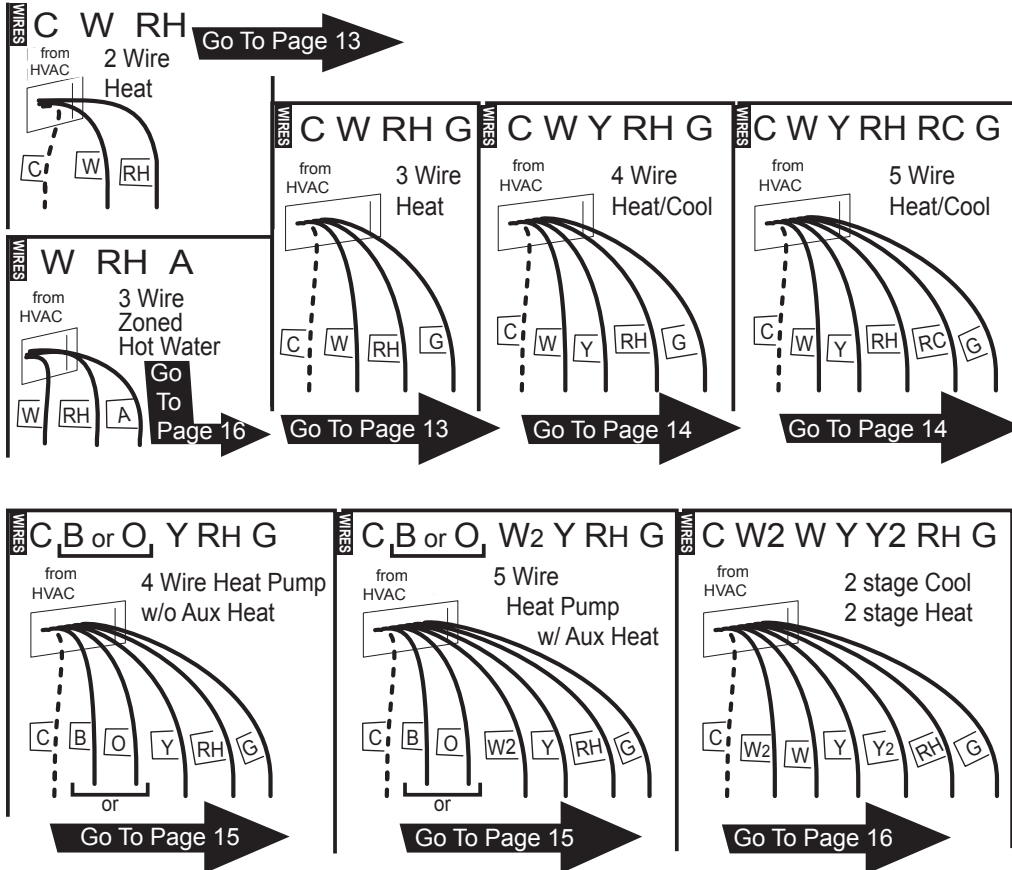 WIRES C W RH
Go To Page 13
from
HVAC
2 Wire
Heat
C W RH
WIRES W RH A
from
HVAC
3 Wire
Zoned
Hot Water
Go
To
Page 16
W RH A
WIRES C W RH G
from
HVAC
3 Wire
Heat
C W RH G
Go To Page 13
WIRES C W Y RH G
from
HVAC
4 Wire
Heat/Cool
C W Y RH G
Go To Page 14
WIRES C W Y RH RC G
from
HVAC
5 Wire
Heat/Cool
C W Y RH RC G
Go To Page 14
WIRES C B or O Y RH G
from
HVAC
4 Wire Heat Pump
w/o Aux Heat
C B O Y RH G
or
Go To Page 15
WIRES C B or O W2 Y RH G
from
HVAC
5 Wire
Heat Pump
w/ Aux Heat
C B O W2 Y RH G
or
Go To Page 15
WIRES C W2 W Y Y2 RH G
from
HVAC
2 stage Cool
2 stage Heat
C W2 W Y Y2 RH G
Go To Page 16